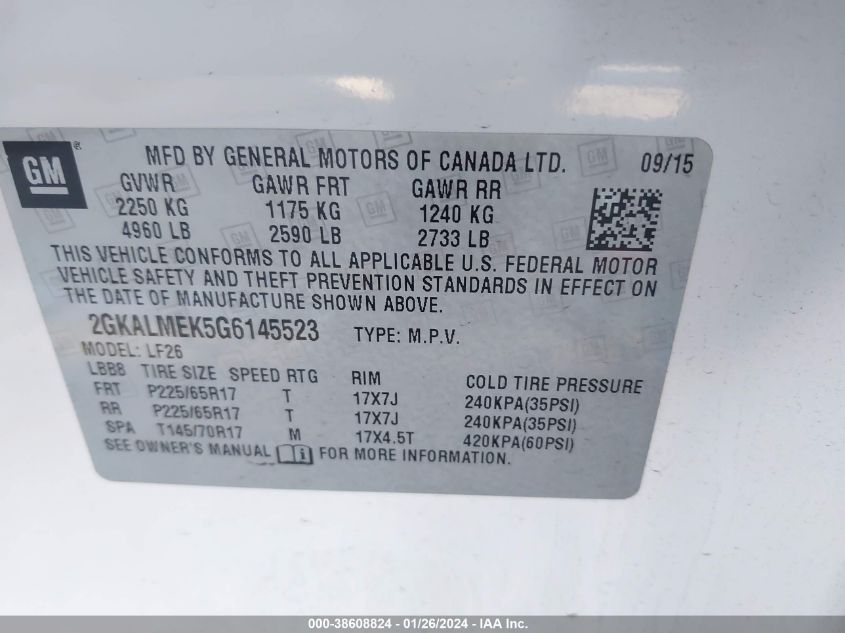 GM ® MFD BY GENERAL MOTORS OF CANADA LTD. 09/15
GVWR GAWR FRT GAWR RR
2250 KG 1175 KG 1240 KG
4960 LB 2590 LB 2733 LB
THIS VEHICLE CONFORMS TO ALL APPLICABLE U.S. FEDERAL MOTOR
VEHICLE SAFETY AND THEFT PREVENTION STANDARDS IN EFFECT ON
THE DATE OF MANUFACTURE SHOWN ABOVE.
2GKALMEK5G6145523 TYPE: M.P.V.
MODEL: LF26
LBB8 TIRE SIZE SPEED RTG RIM COLD TIRE PRESSURE
FRT P225/65R17 T 17X7J 240KPA(35PSI)
RR P225/65R17 T 17X7J 240KPA(35PSI)
SPA T145/70R17 M 17X4.5T 420KPA(60PSI)
SEE OWNER'S MANUAL FOR MORE INFORMATION.
000-38608824 - 01/26/2024 - IAA Inc.